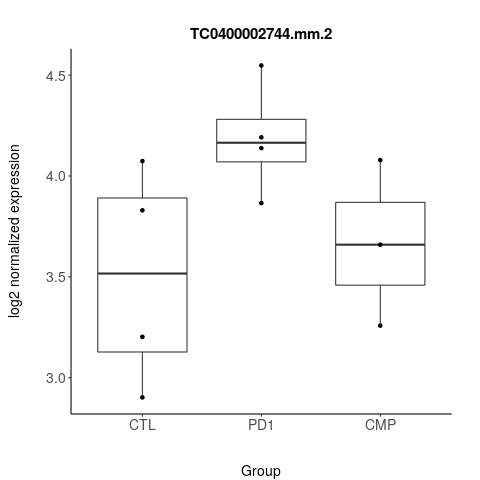 TC0400002744.mm.2
log2 normalized expression
4.5
4.0
3.5
3.0
CTL PD1 CMP
Group